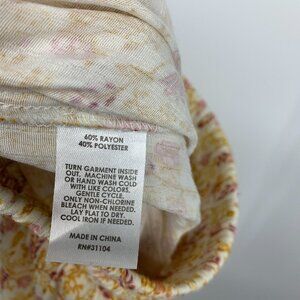 60% RAYON
40% POLYESTER
TURN GARMENT INSIDE
OUT. MACHINE WASH
OR HAND WASH COLD
WITH LIKE COLORS.
GENTLE CYCLE.
ONLY NON-CHLORINE
BLEACH WHEN NEEDED.
LAY FLAT TO DRY.
COOL IRON IF NEEDED.
MADE IN CHINA
RN#31104